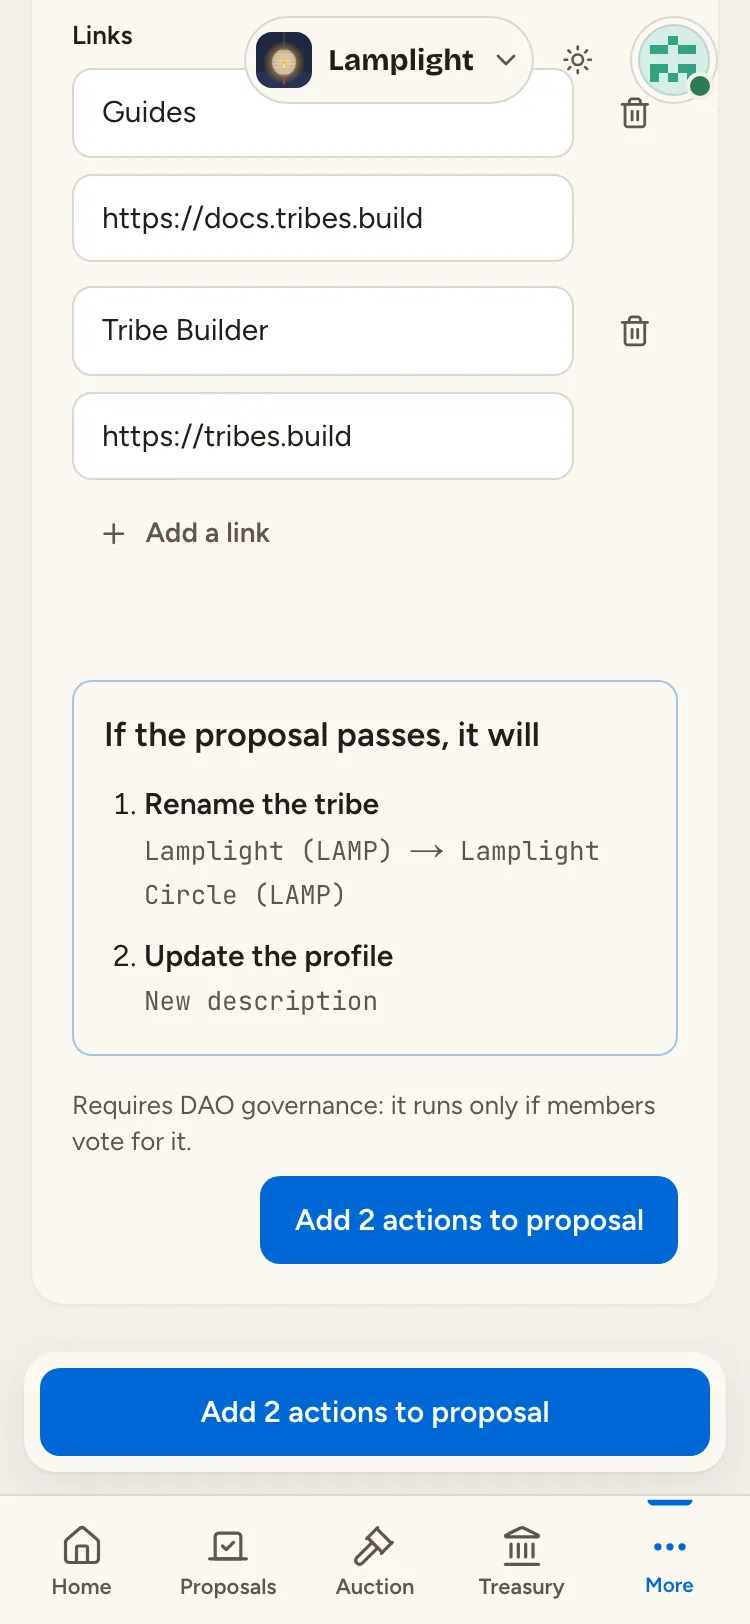 Links
Lamplight
Guides
https://docs.tribes.build
Tribe Builder
https://tribes.build
Add a link
If the proposal passes, it will
1. Rename the tribe
Lamplight (LAMP) → Lamplight
Circle (LAMP)
2. Update the profile
New description
Requires DAO governance: it runs only if members
vote for it.
Add 2 actions to proposal
Add 2 actions to proposal
Home
Proposals
Auction
Treasury
More